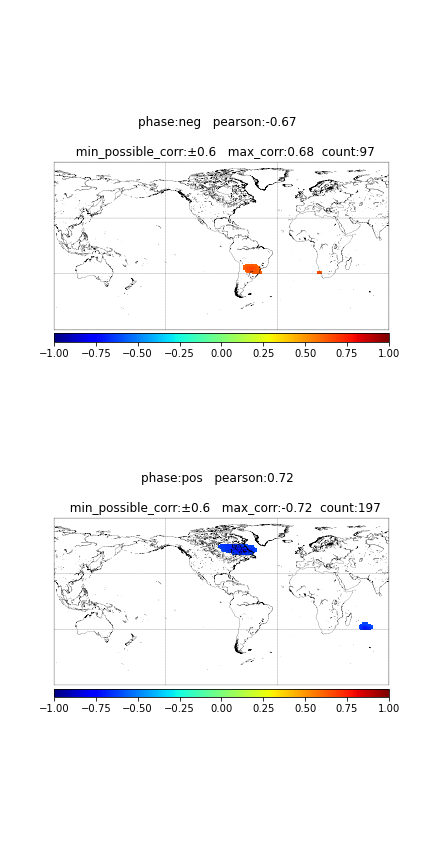 phase:neg   pearson:-0.67
min_possible_corr:±0.6   max_corr:0.68  count:97
−1.00 −0.75 −0.50 −0.25 0.00 0.25 0.50 0.75 1.00
phase:pos   pearson:0.72
min_possible_corr:±0.6   max_corr:-0.72  count:197
−1.00 −0.75 −0.50 −0.25 0.00 0.25 0.50 0.75 1.00